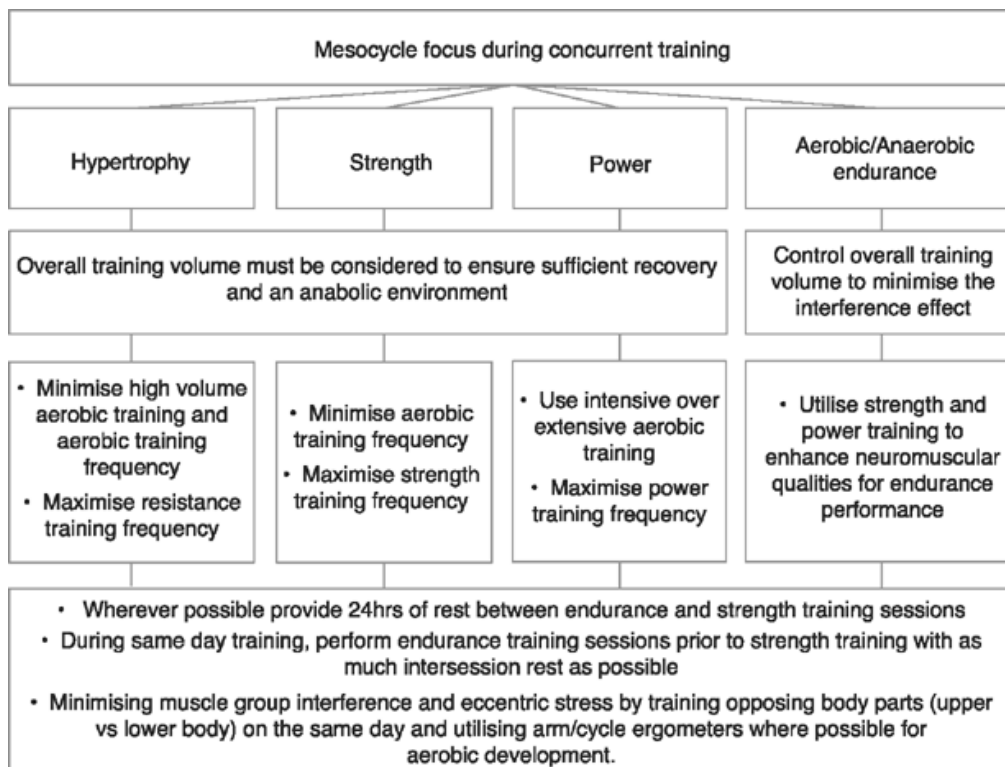 Mesocycle focus during concurrent training
Hypertrophy
Strength
Power
Aerobic/Anaerobic
endurance
Overall training volume must be considered to ensure sufficient recovery
and an anabolic environment
Control overall training
volume to minimise the
interference effect
• Minimise high volume
aerobic training and
aerobic training
frequency
• Maximise resistance
training frequency
• Minimise aerobic
training frequency
• Maximise strength
training frequency
• Use intensive over
extensive aerobic
training
• Maximise power
training frequency
• Utilise strength and
power training to
enhance neuromuscular
qualities for endurance
performance
• Wherever possible provide 24hrs of rest between endurance and strength training sessions
• During same day training, perform endurance training sessions prior to strength training with as
much intersession rest as possible
• Minimising muscle group interference and eccentric stress by training opposing body parts (upper
vs lower body) on the same day and utilising arm/cycle ergometers where possible for
aerobic development.